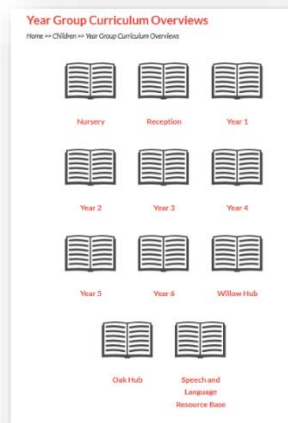 Year Group Curriculum Overviews
Home >> Children >> Year Group Curriculum Overviews
Nursery
Reception
Year 1
Year 2
Year 3
Year 4
Year 5
Year 6
Willow Hub
Oak Hub
Speech and
Language
Resource Base